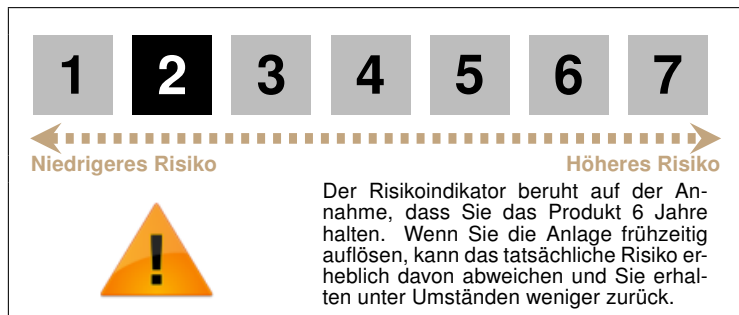 1 2 3 4 5 6 7
Niedrigeres Risiko Höheres Risiko
Der Risikoindikator beruht auf der An-
nahme, dass Sie das Produkt 6 Jahre
halten. Wenn Sie die Anlage frühzeitig
auflösen, kann das tatsächliche Risiko er-
heblich davon abweichen und Sie erhal-
ten unter Umständen weniger zurück.